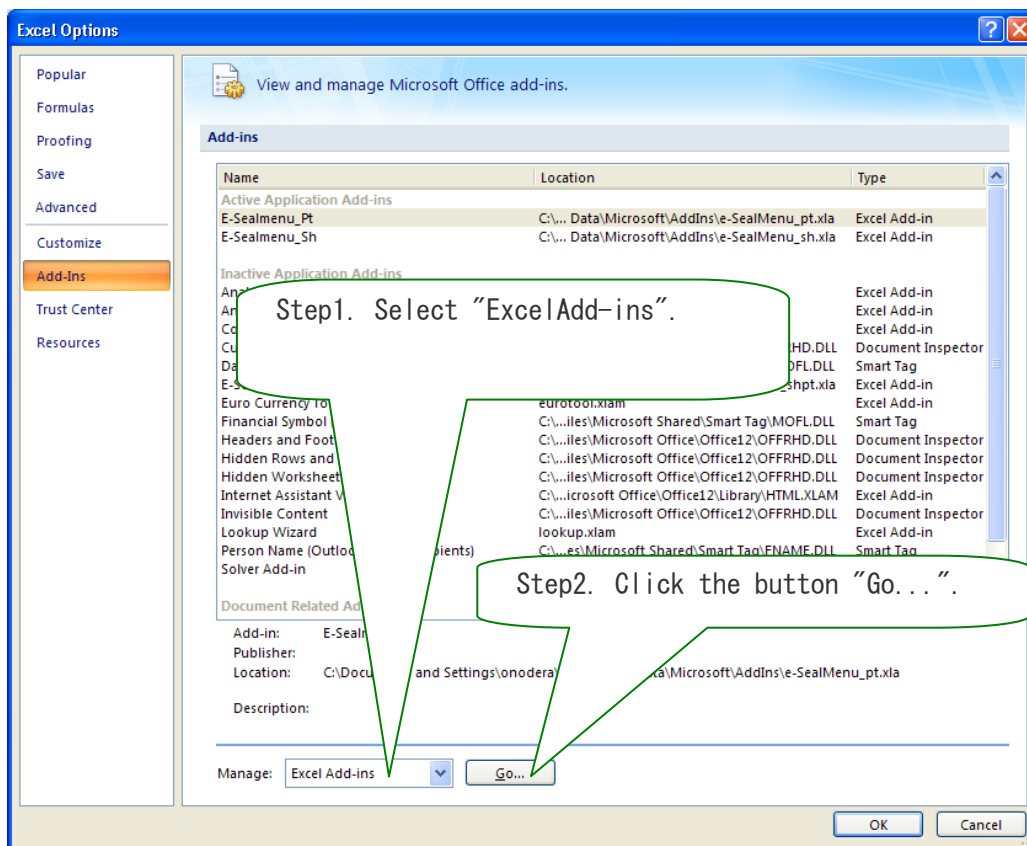 Excel Options
Popular
Formulas
Proofing
Save
Advanced
Customize
Add-Ins
Trust Center
Resources
View and manage Microsoft Office add-ins.
Add-ins
Name Location Type
Active Application Add-ins
E-Sealmenu_Pt C:\... Data\Microsoft\AddIns\e-SealMenu_pt.xla Excel Add-in
E-Sealmenu_Sh C:\... Data\Microsoft\AddIns\e-SealMenu_sh.xla Excel Add-in
Inactive Application Add-ins
Excel Add-in
Excel Add-in
Excel Add-in
HD.DLL Document Inspector
OFL.DLL Smart Tag
_shpt.xla Excel Add-in
Step1. Select "ExcelAdd-ins".
Euro Currency To eurotool.xlam Excel Add-in
Financial Symbol C:\...iles\Microsoft Shared\Smart Tag\MOFL.DLL Smart Tag
Headers and Foot C:\...iles\Microsoft Office\Office12\OFFRHD.DLL Document Inspector
Hidden Rows and C:\...iles\Microsoft Office\Office12\OFFRHD.DLL Document Inspector
Hidden Worksheet C:\...iles\Microsoft Office\Office12\OFFRHD.DLL Document Inspector
Internet Assistant V C:\...icrosoft Office\Office12\Library\HTML.XLAM Excel Add-in
Invisible Content C:\...iles\Microsoft Office\Office12\OFFRHD.DLL Document Inspector
Lookup Wizard lookup.xlam Excel Add-in
Person Name (Outloo pients) C:\...es\Microsoft Shared\Smart Tag\FNAME.DLL Smart Tag
Solver Add-in
Step2. Click the button "Go...".
Document Related Ad
Add-in: E-Sealm
Publisher:
Location: C:\Docu and Settings\onodera\ ta\Microsoft\AddIns\e-SealMenu_pt.xla
Description:
Manage: Excel Add-ins Go...
OK Cancel